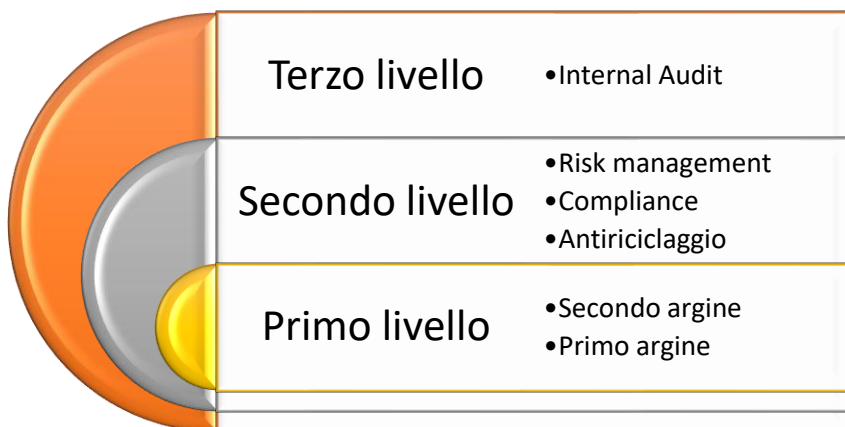 Terzo livello
•Internal Audit
Secondo livello
•Risk management
•Compliance
•Antiriciclaggio
Primo livello
•Secondo argine
•Primo argine